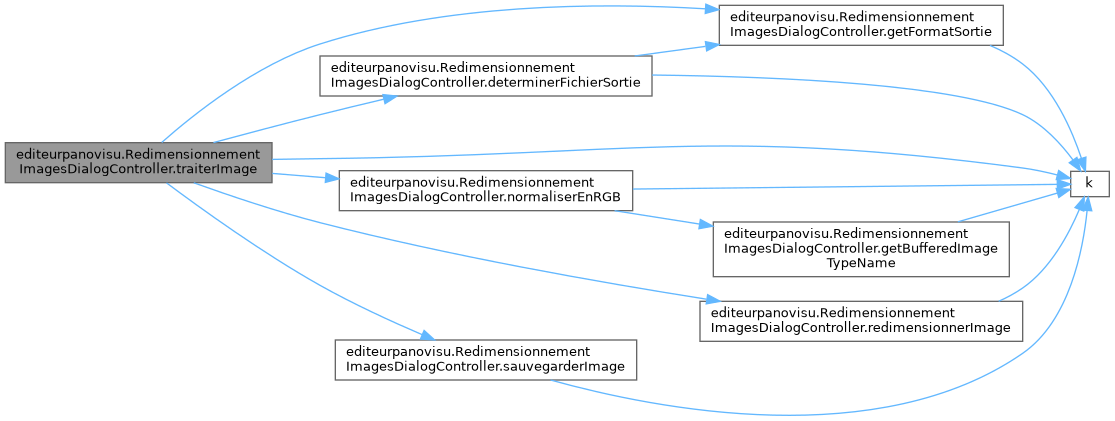 editeurpanovisu.Redimensionnement
ImagesDialogController.getFormatSortie
editeurpanovisu.Redimensionnement
ImagesDialogController.determinerFichierSortie
editeurpanovisu.Redimensionnement
ImagesDialogController.traiterImage
editeurpanovisu.Redimensionnement
ImagesDialogController.normaliserEnRGB
k
editeurpanovisu.Redimensionnement
ImagesDialogController.getBufferedImage
TypeName
editeurpanovisu.Redimensionnement
ImagesDialogController.redimensionnerImage
editeurpanovisu.Redimensionnement
ImagesDialogController.sauvegarderImage